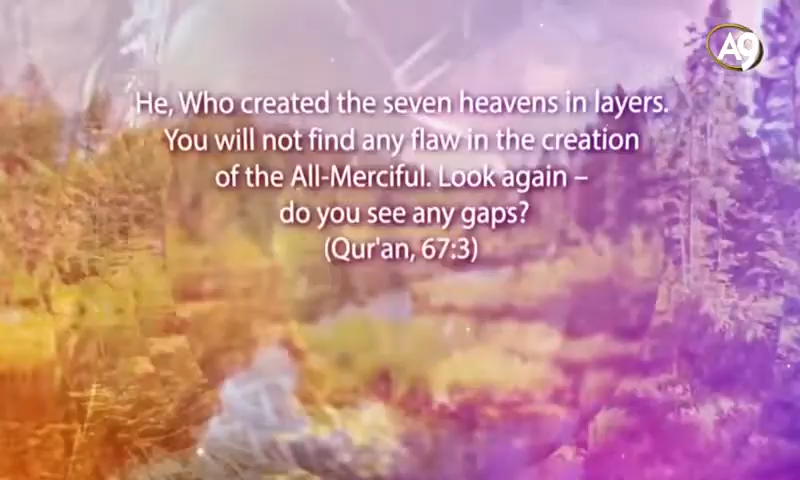 A9
He, Who created the seven heavens in layers.
You will not find any flaw in the creation
of the All-Merciful. Look again –
do you see any gaps?
(Qur'an, 67:3)